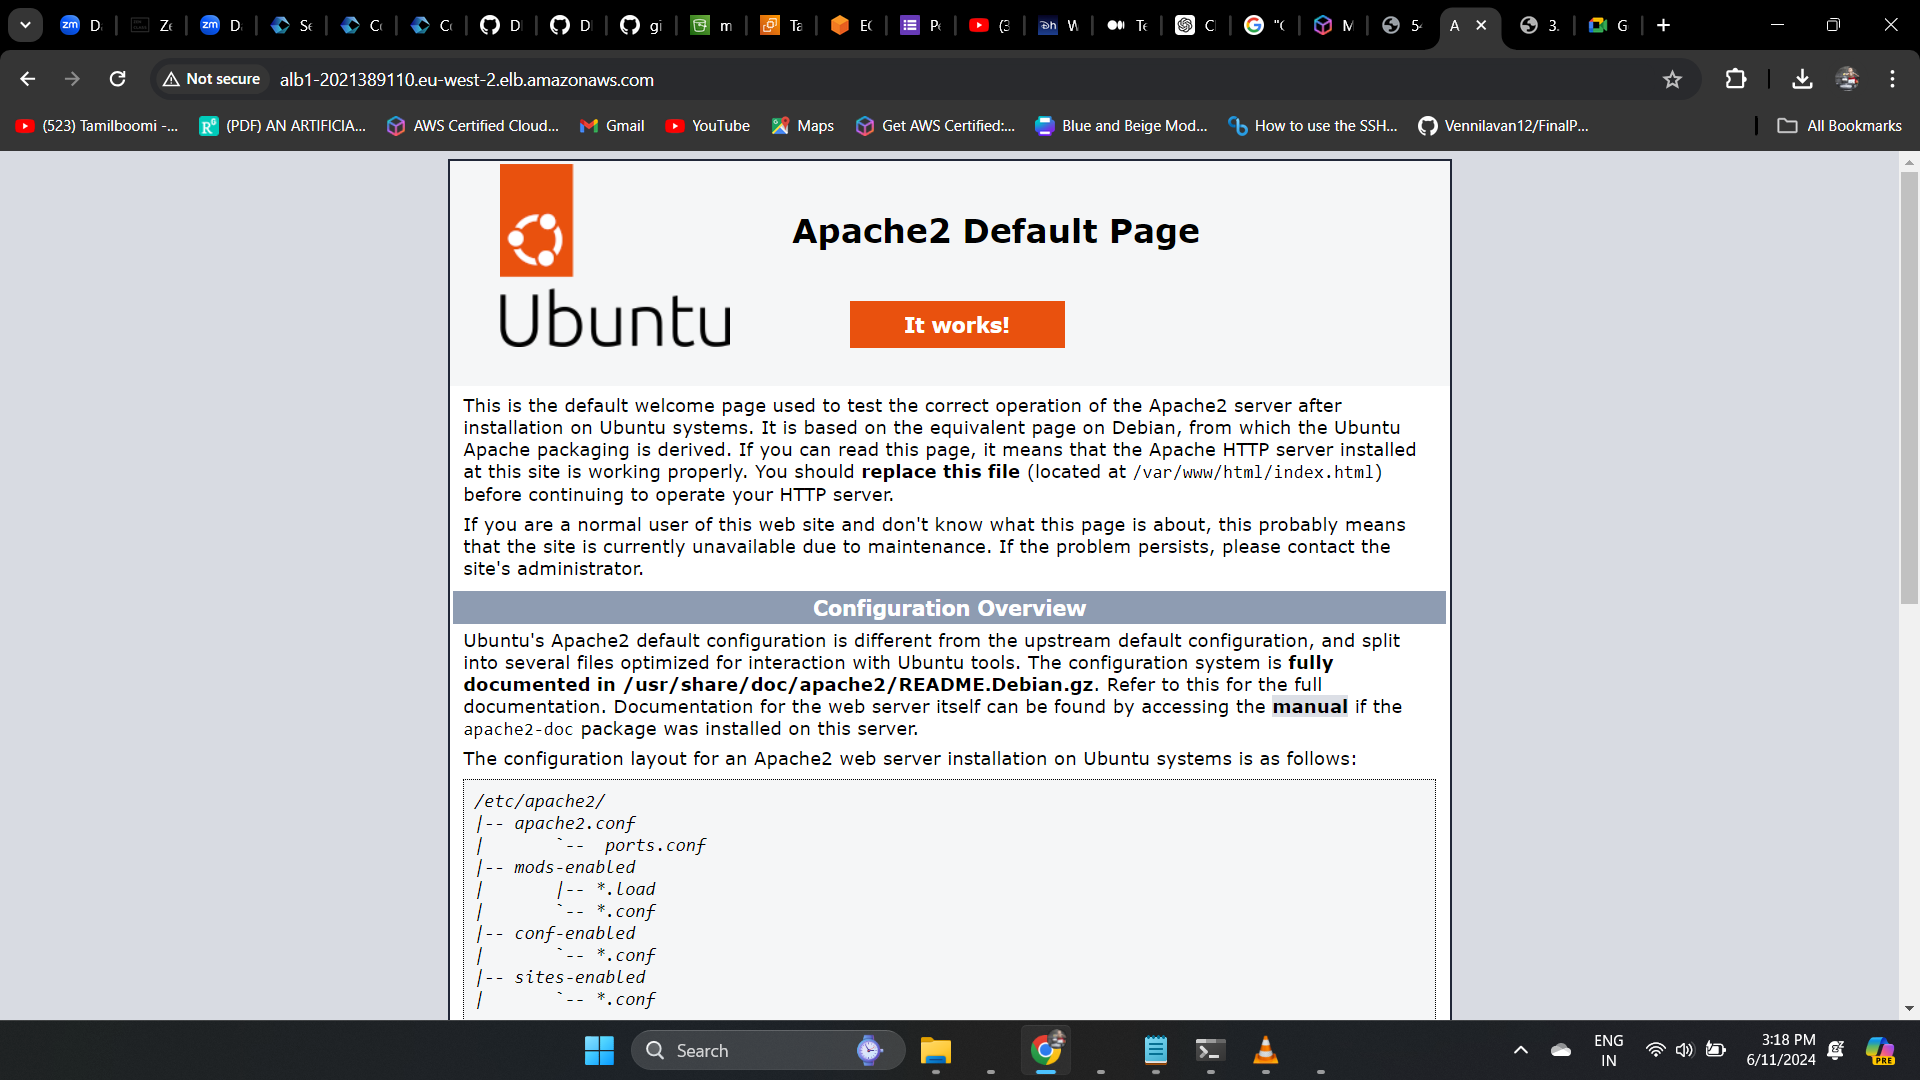 D
Ze
D
Se
Co
Co
D
D
gi
m
Ta
EC
Pe
(3
W
Te
C
"C
M
54
A
3.
G
Not secure
alb1-2021389110.eu-west-2.elb.amazonaws.com
(523) Tamilboomi -...
(PDF) AN ARTIFICIA...
AWS Certified Cloud...
Gmail
YouTube
Maps
Get AWS Certified:...
Blue and Beige Mod...
How to use the SSH...
Vennilavan12/FinalP...
All Bookmarks
Ubuntu
Apache2 Default Page
It works!
This is the default welcome page used to test the correct operation of the Apache2 server after
installation on Ubuntu systems. It is based on the equivalent page on Debian, from which the Ubuntu
Apache packaging is derived. If you can read this page, it means that the Apache HTTP server installed
at this site is working properly. You should replace this file (located at /var/www/html/index.html)
before continuing to operate your HTTP server.
If you are a normal user of this web site and don't know what this page is about, this probably means
that the site is currently unavailable due to maintenance. If the problem persists, please contact the
site's administrator.
Configuration Overview
Ubuntu's Apache2 default configuration is different from the upstream default configuration, and split
into several files optimized for interaction with Ubuntu tools. The configuration system is fully
documented in /usr/share/doc/apache2/README.Debian.gz. Refer to this for the full
documentation. Documentation for the web server itself can be found by accessing the manual if the
apache2-doc package was installed on this server.
The configuration layout for an Apache2 web server installation on Ubuntu systems is as follows:
/etc/apache2/
|-- apache2.conf
|       `--  ports.conf
|-- mods-enabled
|       |-- *.load
|       `-- *.conf
|-- conf-enabled
|       `-- *.conf
|-- sites-enabled
|       `-- *.conf
Search
ENG
IN
3:18 PM
6/11/2024
PRE